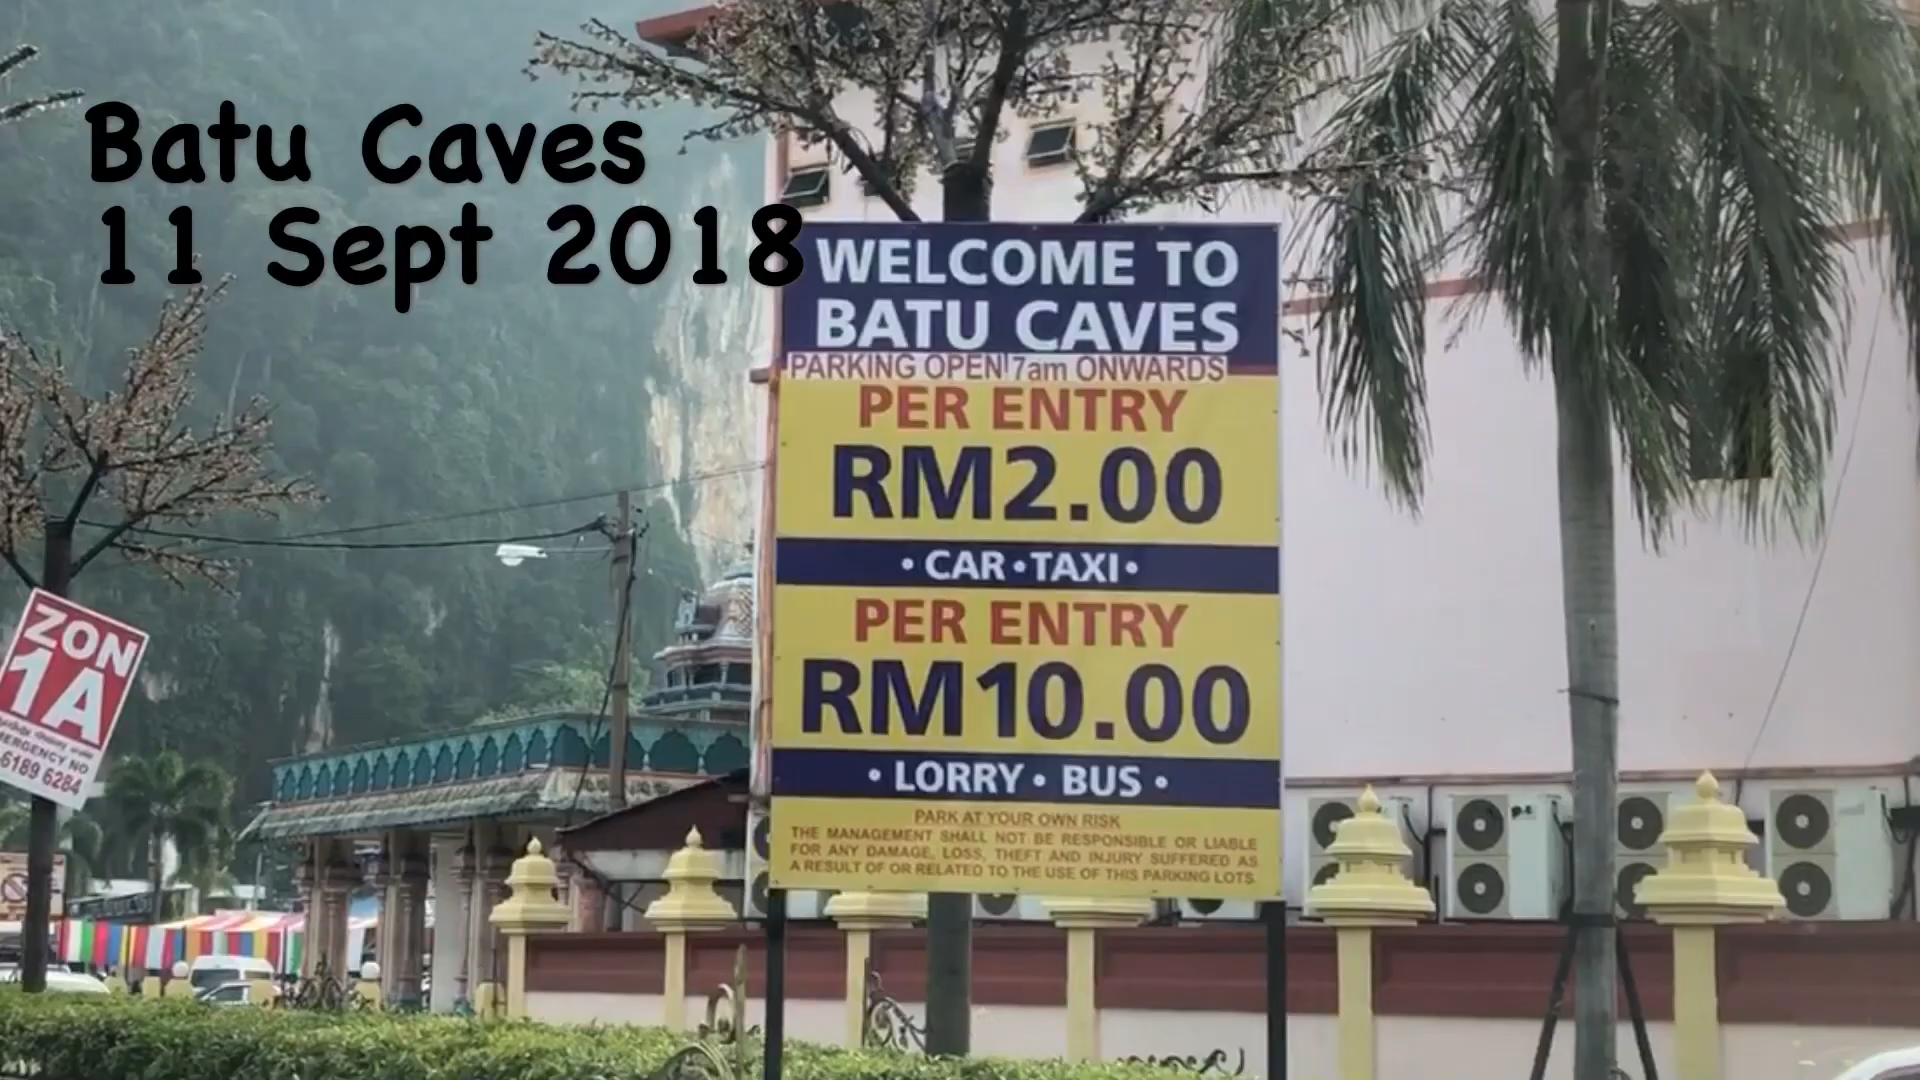 Batu Caves
11 Sept 2018
WELCOME TO
BATU CAVES
PARKING OPEN 7am ONWARDS
PER ENTRY
RM2.00
• CAR • TAXI •
PER ENTRY
RM10.00
• LORRY • BUS •
PARK AT YOUR OWN RISK
THE MANAGEMENT SHALL NOT BE RESPONSIBLE OR LIABLE
FOR ANY DAMAGE, LOSS, THEFT AND INJURY SUFFERED AS
A RESULT OF OR RELATED TO THE USE OF THIS PARKING LOTS
ZON
1A
MERGENCY NO
6189 6284